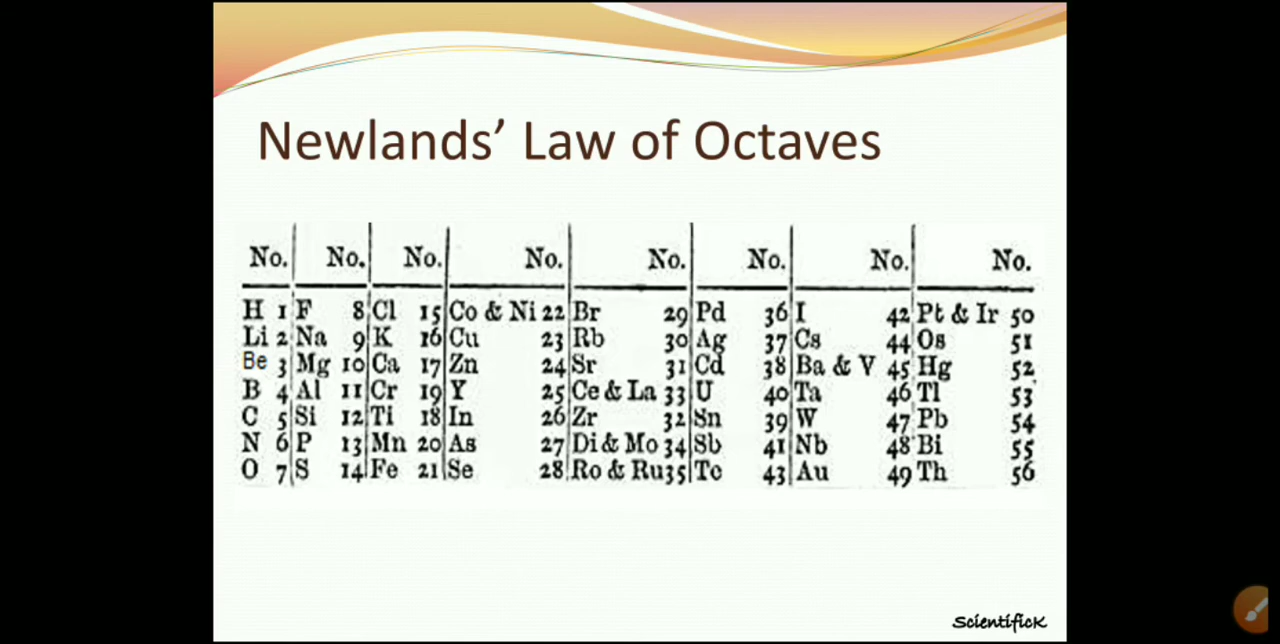 Newlands’ Law of Octaves
No. No. No. No. No. No. No. No.
H 1 F 8 Cl 15 Co & Ni 22 Br 29 Pd 36 I 42 Pt & Ir 50
Li 2 Na 9 K 16 Cu 23 Rb 30 Ag 37 Cs 44 Os 51
Be 3 Mg 10 Ca 17 Zn 24 Sr 31 Cd 38 Ba & V 45 Hg 52
B 4 Al 11 Cr 19 Y 25 Ce & La 33 U 40 Ta 46 Tl 53
C 5 Si 12 Ti 18 In 26 Zr 32 Sn 39 W 47 Pb 54
N 6 P 13 Mn 20 As 27 Di & Mo 34 Sb 41 Nb 48 Bi 55
O 7 S 14 Fe 21 Se 28 Ro & Ru 35 Te 43 Au 49 Th 56
ScientificK